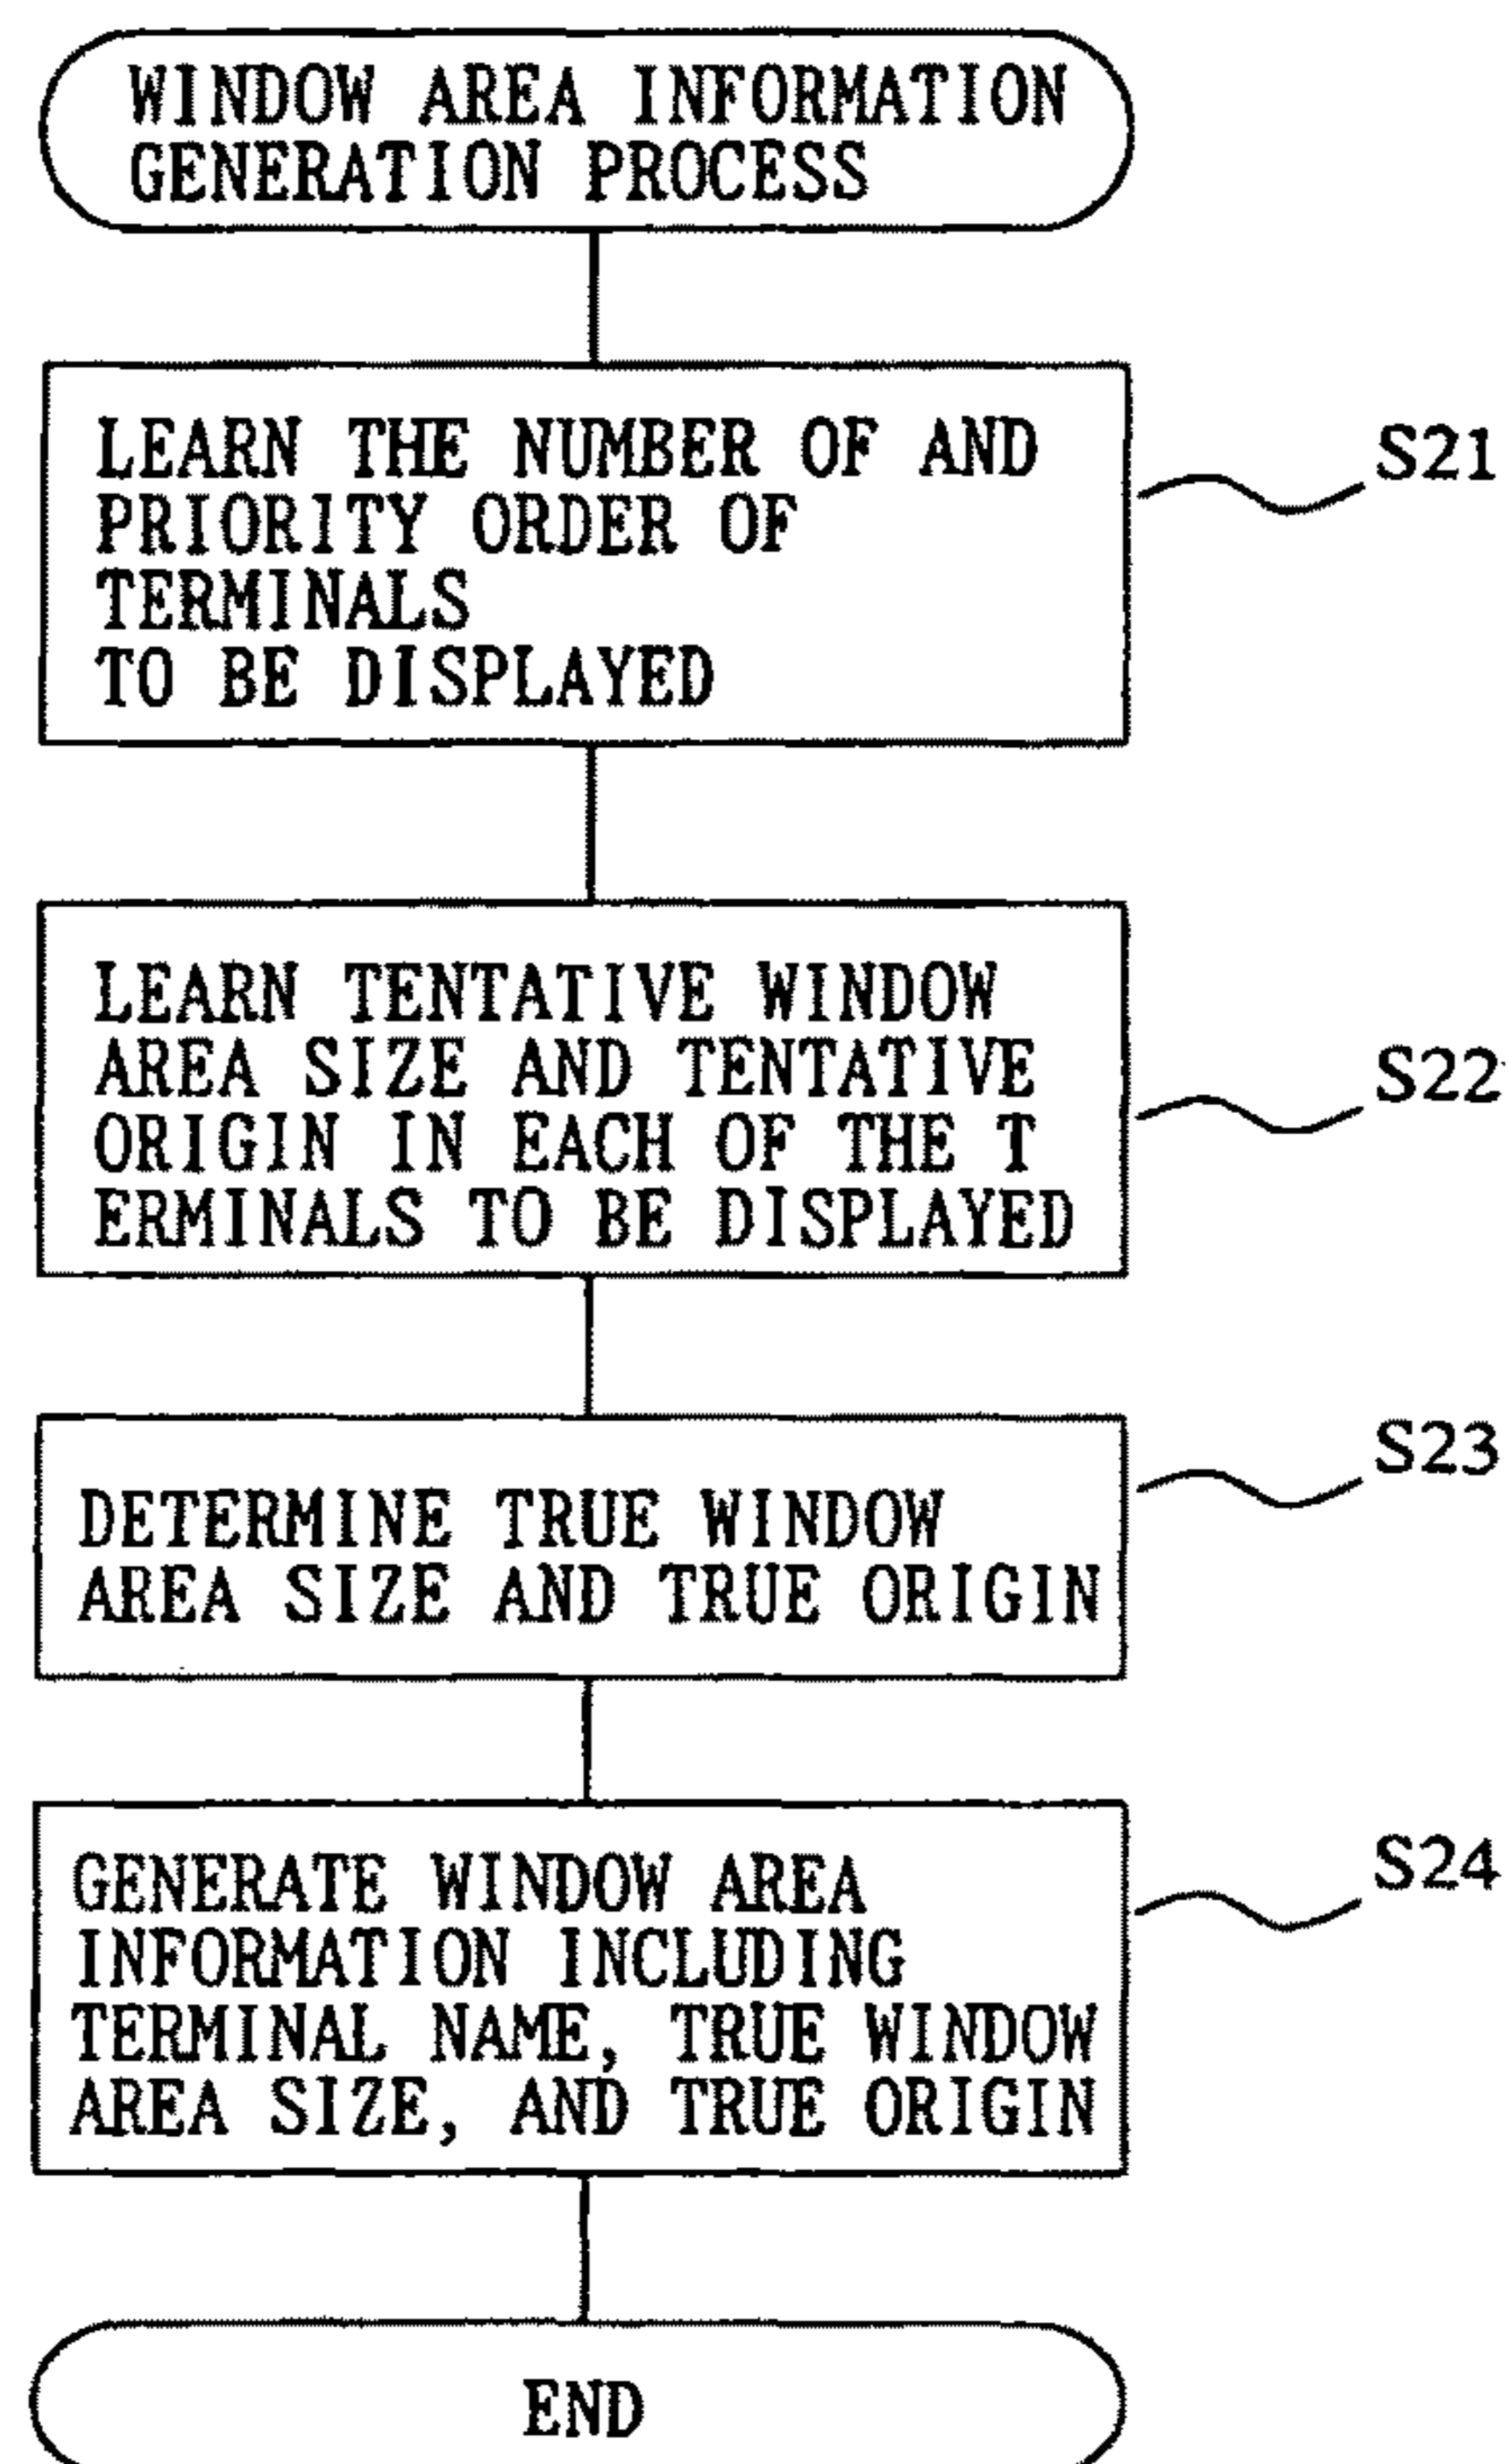 WINDOW AREA INFORMATION
GENERATION PROCESS
LEARN THE NUMBER OF AND
PRIORITY ORDER OF
TERMINALS
TO BE DISPLAYED
S21
LEARN TENTATIVE WINDOW
AREA SIZE AND TENTATIVE
ORIGIN IN EACH OF THE T
ERMINALS TO BE DISPLAYED
S22
DETERMINE TRUE WINDOW
AREA SIZE AND TRUE ORIGIN
S23
GENERATE WINDOW AREA
INFORMATION INCLUDING
TERMINAL NAME, TRUE WINDOW
AREA SIZE, AND TRUE ORIGIN
S24
END